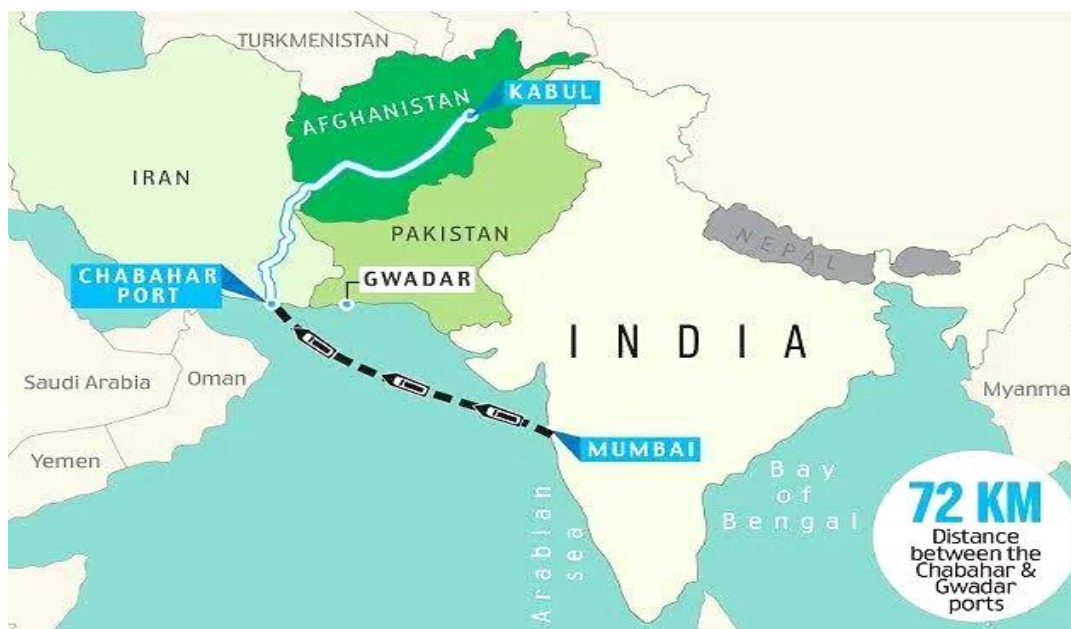 TURKMENISTAN
AFGHANISTAN
KABUL
IRAN
PAKISTAN
CHABAHAR
PORT
GWADAR
NEPAL
INDIA
Saudi Arabia
Oman
Myanma
Yemen
MUMBAI
Arabian
sea
Bay
of
Bengal
72 KM
Distance
between the
Chabahar &
Gwadar
ports